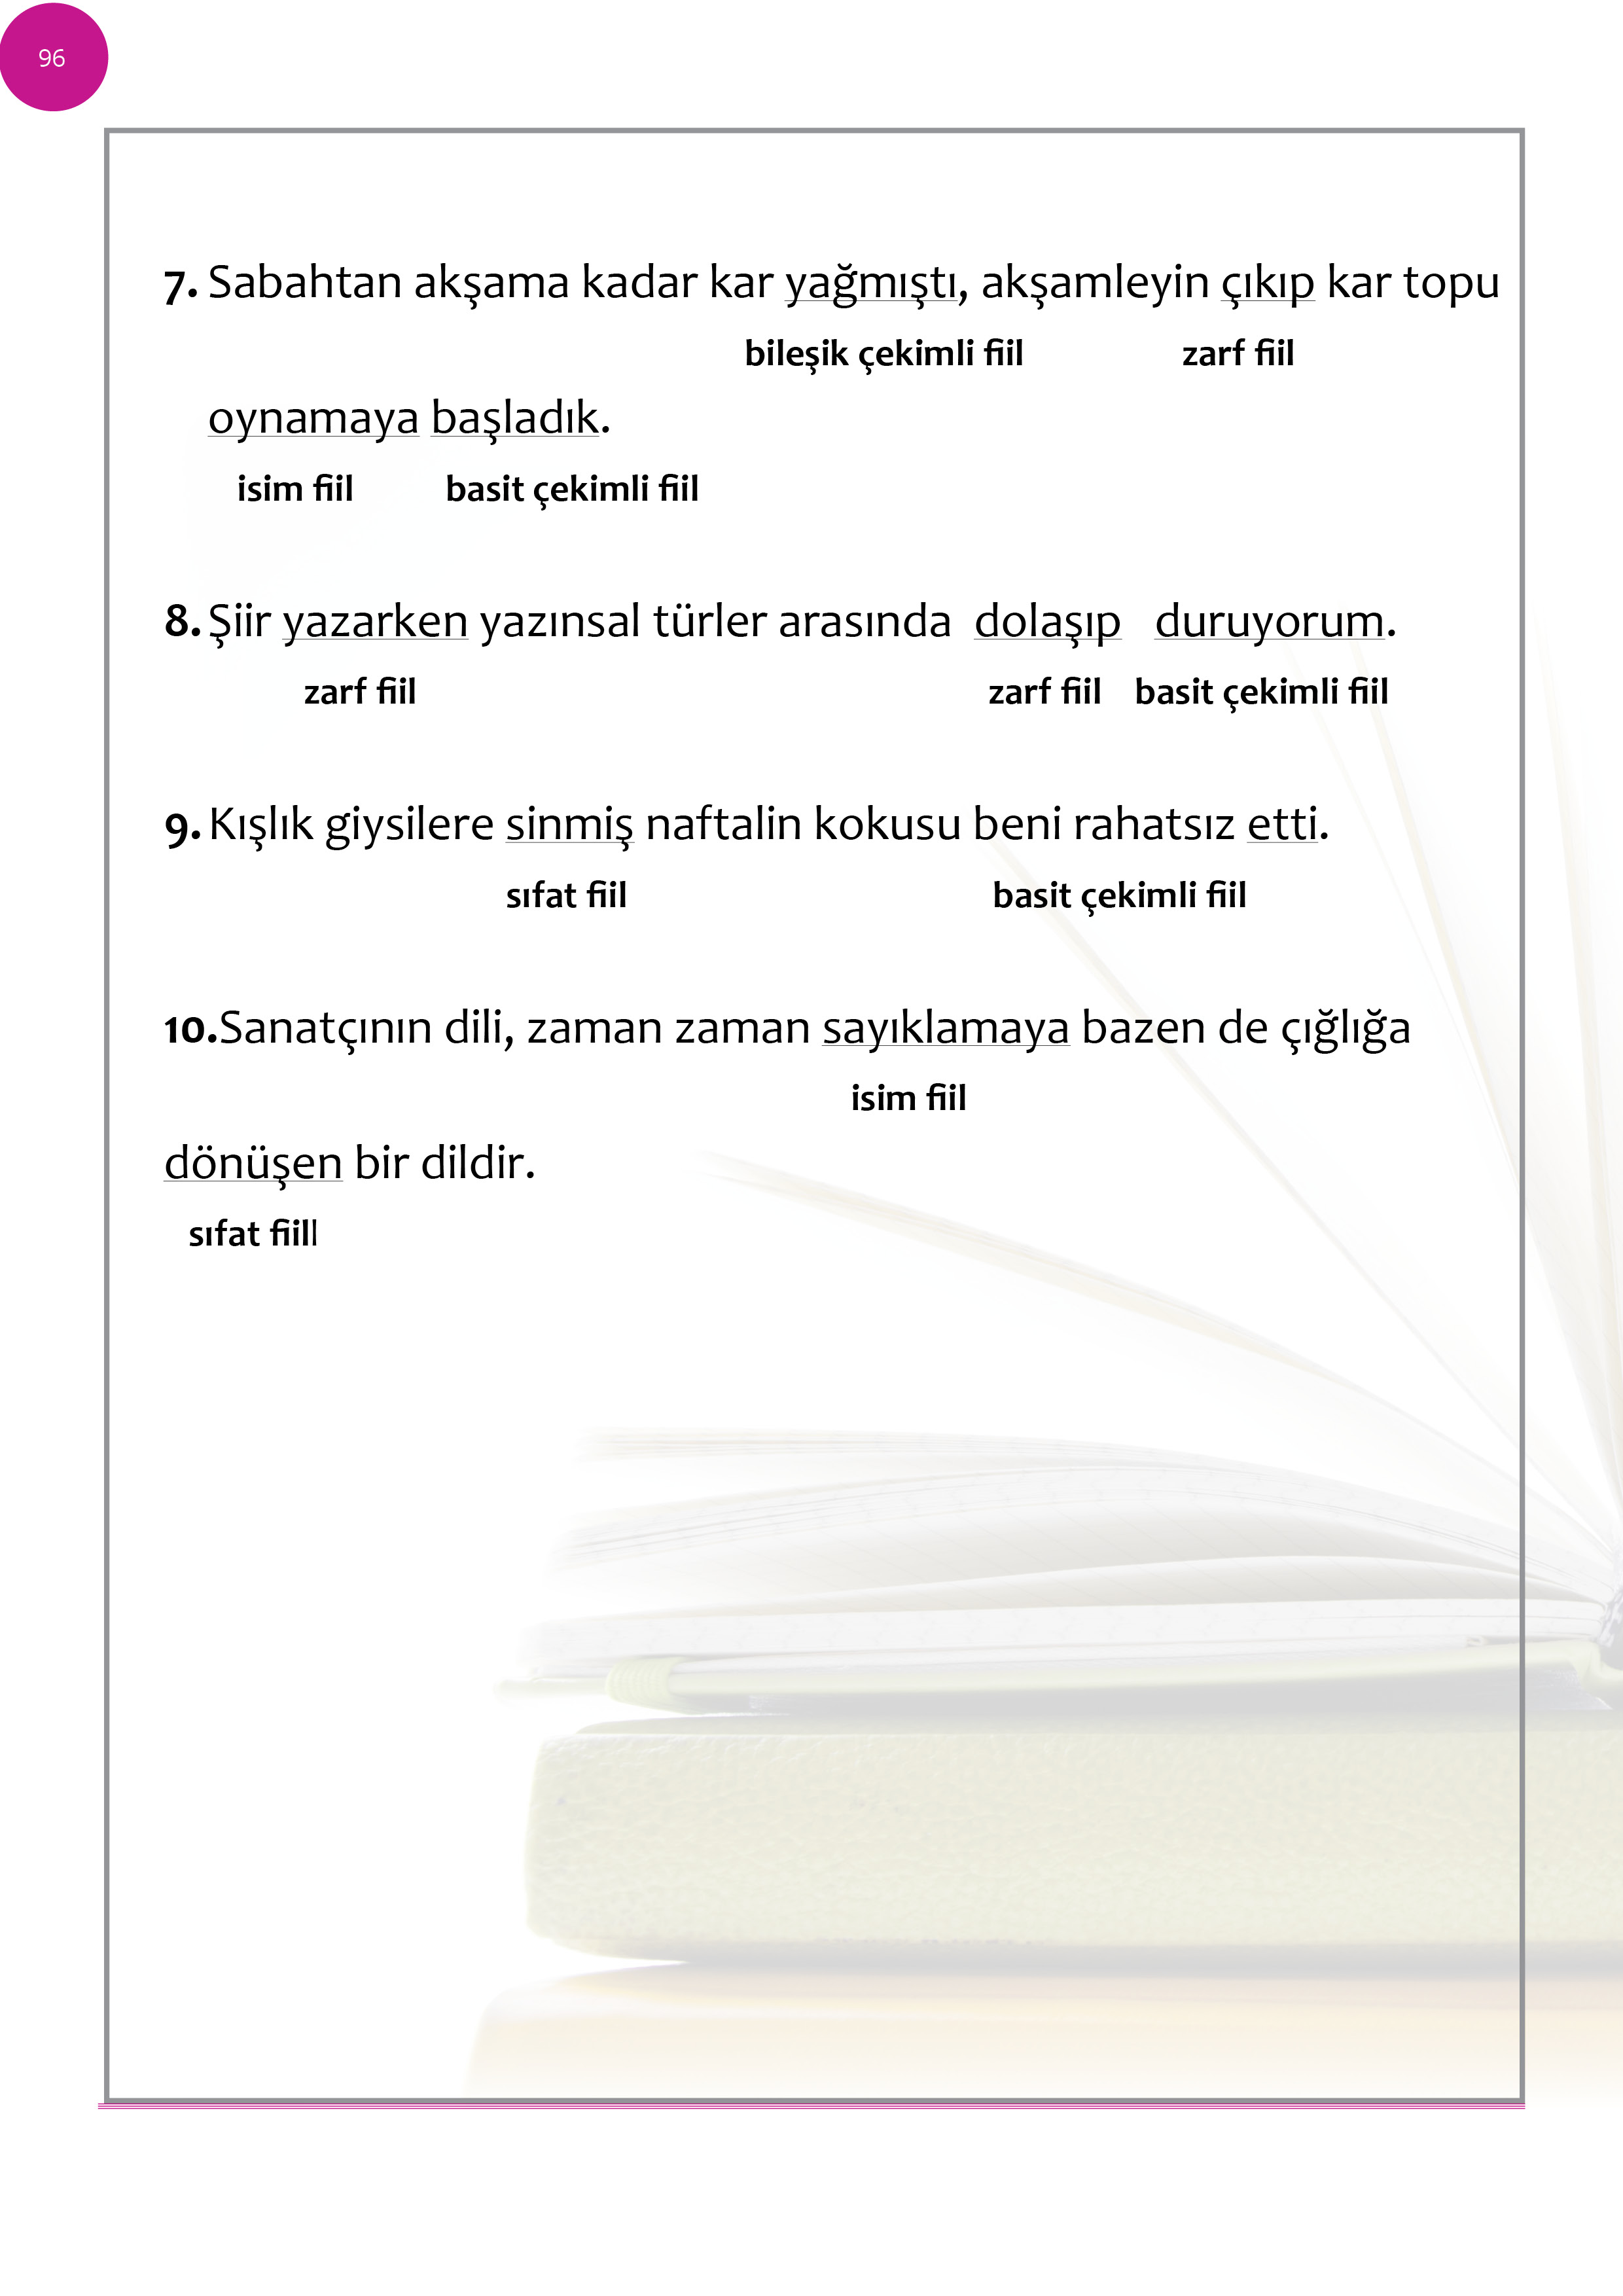 96
7. Sabahtan akşama kadar kar yağmıştı, akşamleyin çıkıp kar topu
bileşik çekimli fiil zarf fiil
oynamaya başladık.
isim fiil basit çekimli fiil
8. Şiir yazarken yazınsal türler arasında dolaşıp duruyorum.
zarf fiil zarf fiil basit çekimli fiil
9. Kışlık giysilere sinmiş naftalin kokusu beni rahatsız etti.
sıfat fiil basit çekimli fiil
10.Sanatçının dili, zaman zaman sayıklamaya bazen de çığlığa
isim fiil
dönüşen bir dildir.
sıfat fiill